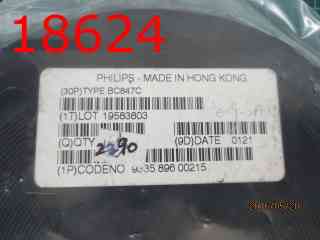 18624
PHILIPS - MADE IN HONG KONG
(30P)TYPE BC847C
(1T)LOT 19583603
(Q)QTY 2290 (9D)DATE 0121
(1P)CODENO 9335 896 00215